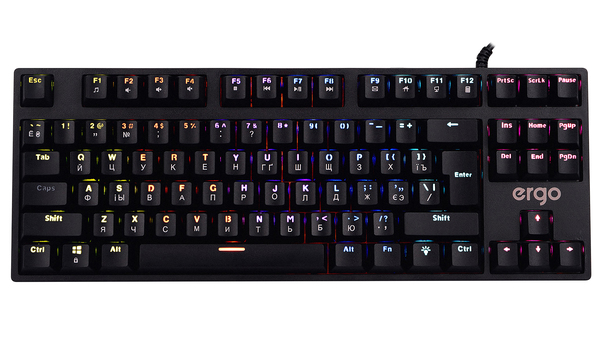 Esc F1 F2 F3 F4 F5 F6 F7 F8 F9 F10 F11 F12 PrtSc ScrLk Pause
~ ` Ё ' 1 ! 2 @ " 3 # № 4 $ ; 5 % 6 ^ : 7 & ? 8 * 9 ( 0 ) - _ = + ← Ins Home PgUp
Tab Q Й W Ц E У R К T Е Y Н U Г I Ш O Щ P З { [ Х } ] Ї Ъ Enter Del End PgDn
Caps A Ф S І Ы D В F А G П H Р J О K Л L Д : ; Ж " ' Є Э | \ / ergo
Shift Z Я X Ч C С V М B И N Т M Ь < , Б > . Ю ? / Shift ↑
Ctrl Alt Alt Fn Ctrl ← ↓ →